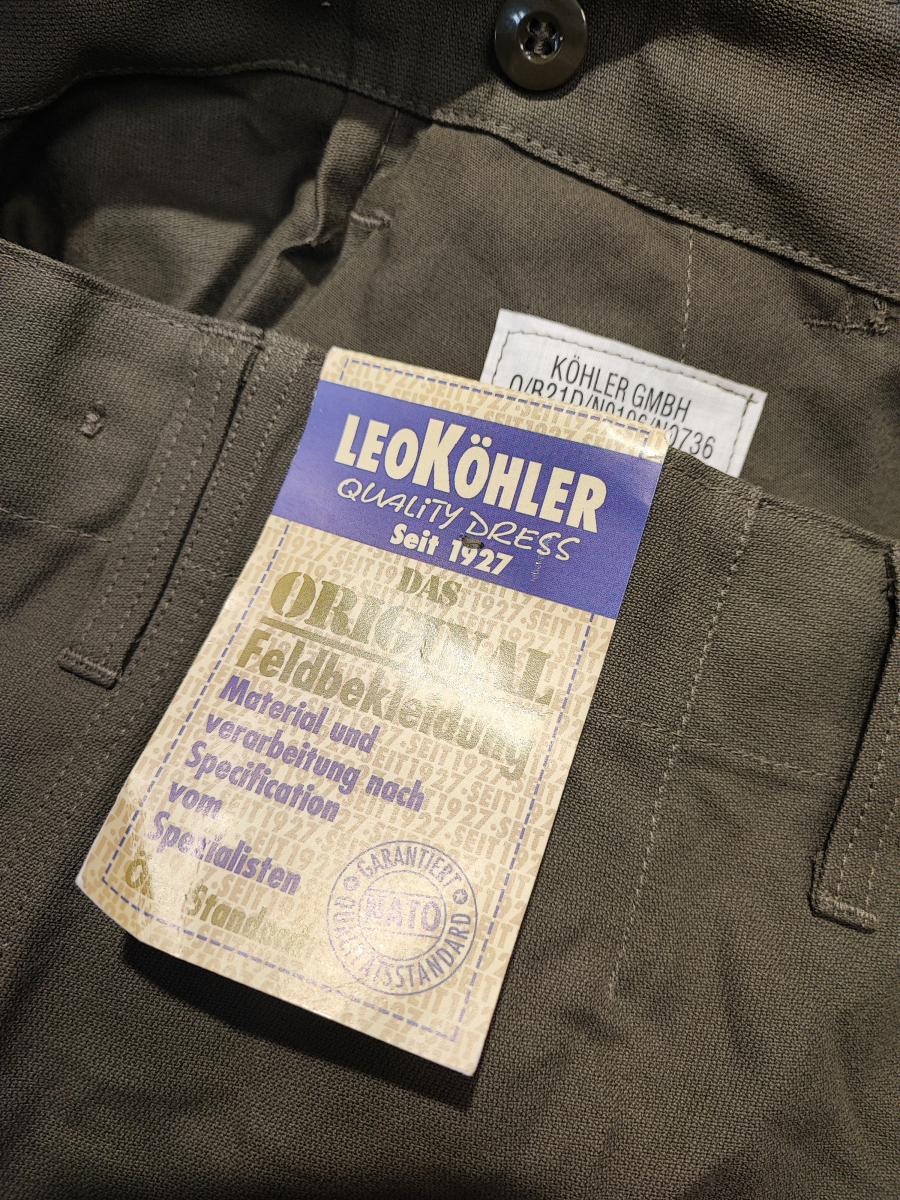 KÖHLER GMBH
LEOKÖHLER
QUALITY DRESS
Seit 1927
DAS
ORIGINAL
Feldbekleidung
Material und
verarbeitung nach
Specification
vom
Spezialisten
GARANTIERT
NATO
QUALITÄTSSTANDARD